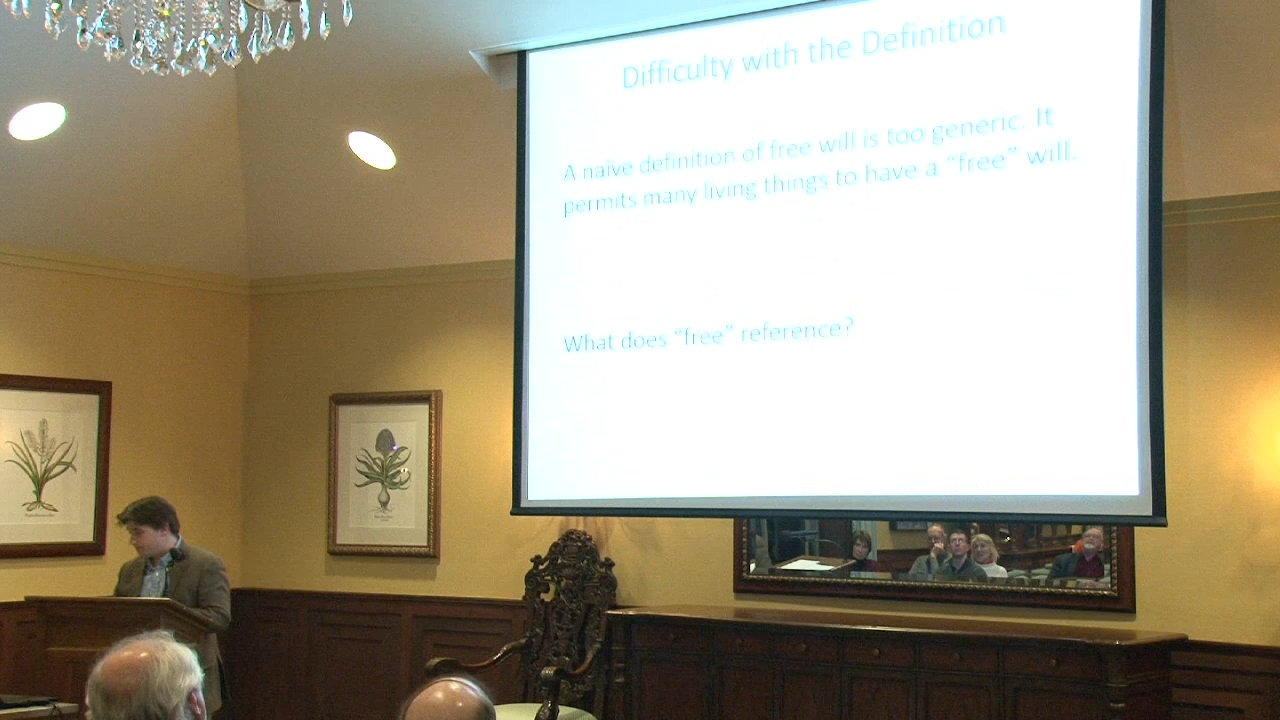 Difficulty with the Definition
A naïve definition of free will is too generic. It
permits many living things to have a “free” will.
What does “free” reference?